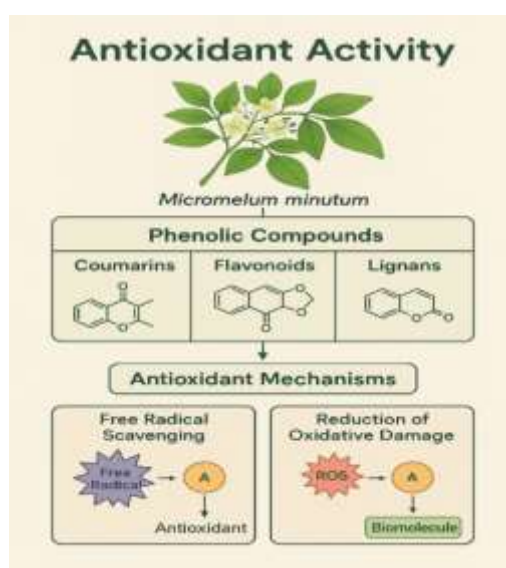 Antioxidant Activity
Micromelum minutum
Phenolic Compounds
Coumarins Flavonoids Lignans
O
O
O
O
O
O
O
Antioxidant Mechanisms
Free Radical
Scavenging
Free
Radical
A
Antioxidant
Reduction of
Oxidative Damage
ROS
A
Biomolecule